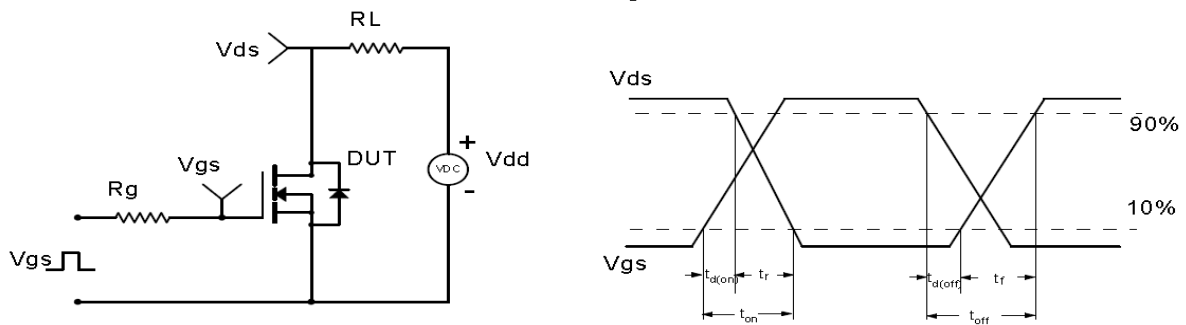 RL
Vds
Vgs
DUT
+
VDC
-
Vdd
Rg
Vgs
Vds
90%
10%
Vgs
td(on)
tr
ton
td(off)
tf
toff